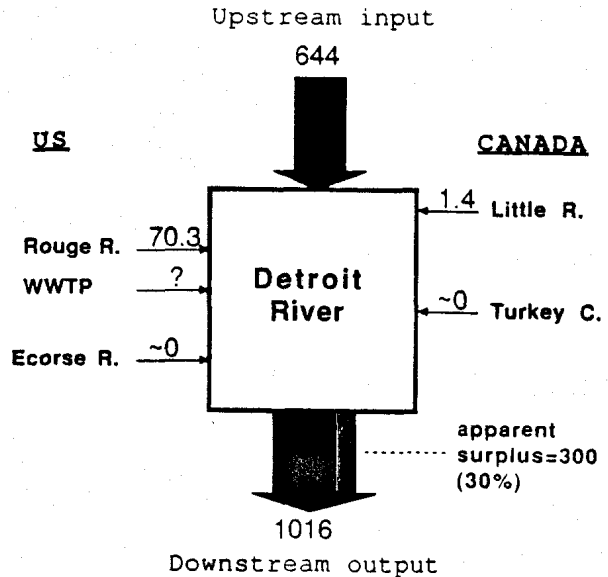 Upstream input
644
US
CANADA
1.4
Little R.
Rouge R.
70.3
WWTP
?
Detroit
River
~0
Turkey C.
Ecorse R.
~0
apparent
surplus=300
(30%)
1016
Downstream output